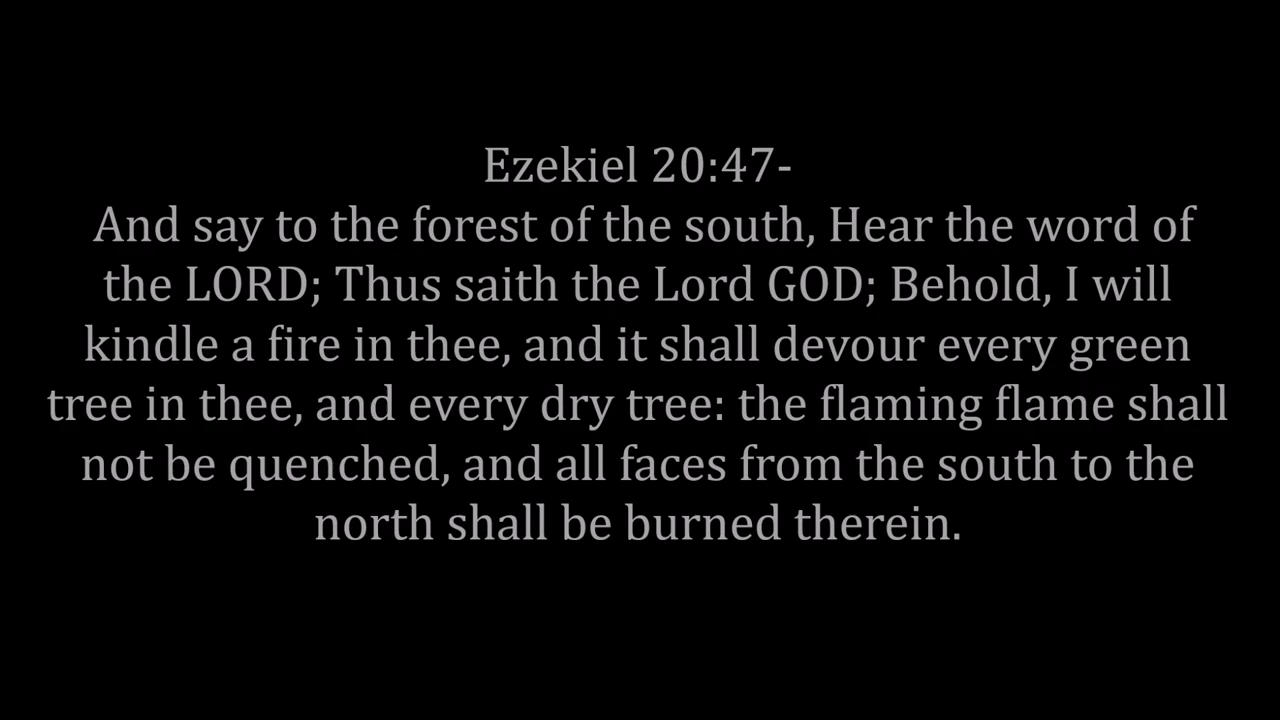 Ezekiel 20:47-
And say to the forest of the south, Hear the word of
the LORD; Thus saith the Lord GOD; Behold, I will
kindle a fire in thee, and it shall devour every green
tree in thee, and every dry tree: the flaming flame shall
not be quenched, and all faces from the south to the
north shall be burned therein.